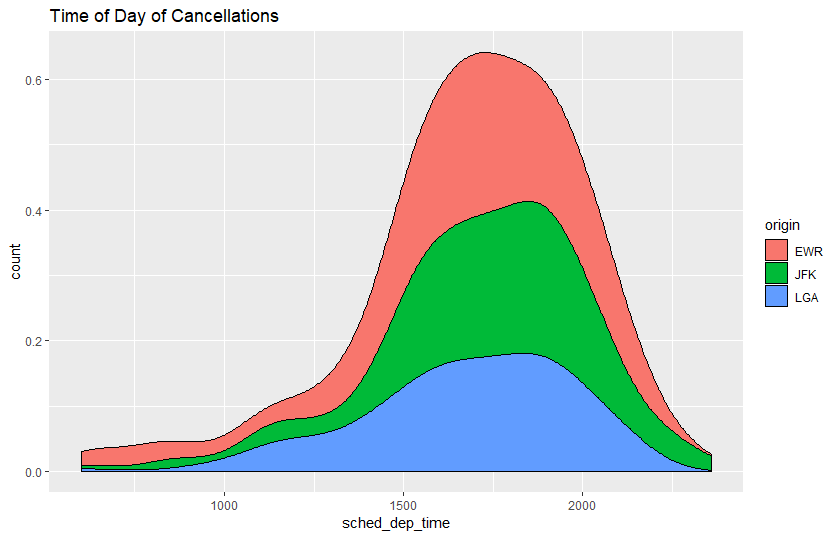 Time of Day of Cancellations
count
0.6
0.4
0.2
0.0
1000
1500
2000
sched_dep_time
origin
EWR
JFK
LGA